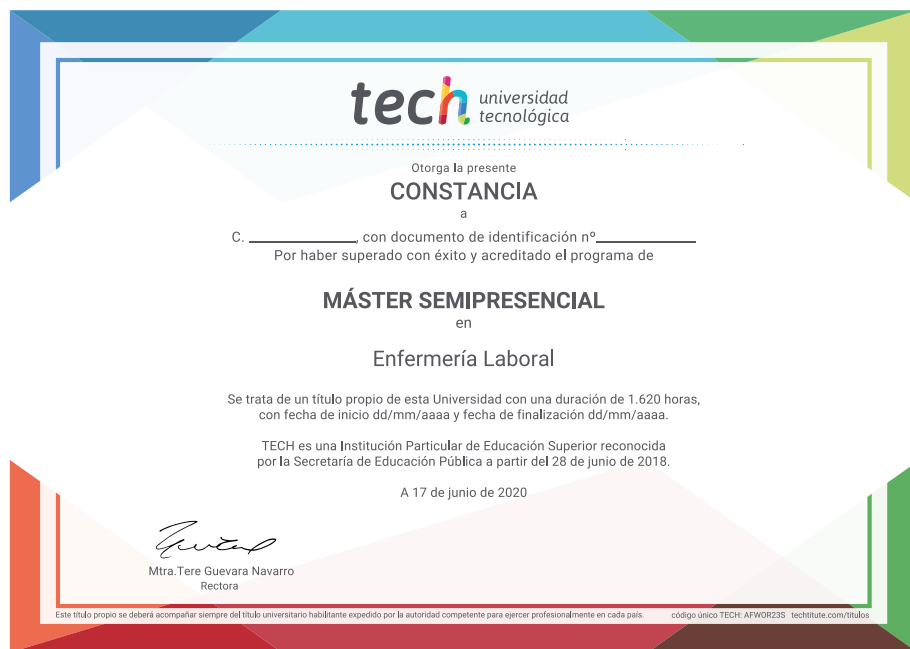 tech universidad
tecnológica
Otorga la presente
CONSTANCIA
a
C. ____________, con documento de identificación nº____________
Por haber superado con éxito y acreditado el programa de
MÁSTER SEMIPRESENCIAL
en
Enfermería Laboral
Se trata de un título propio de esta Universidad con una duración de 1.620 horas,
con fecha de inicio dd/mm/aaaa y fecha de finalización dd/mm/aaaa.
TECH es una Institución Particular de Educación Superior reconocida
por la Secretaría de Educación Pública a partir del 28 de junio de 2018.
A 17 de junio de 2020
Mtra.Tere Guevara Navarro
Rectora
Este título propio se deberá acompañar siempre del título universitario habilitante expedido por la autoridad competente para ejercer profesionalmente en cada país. código único TECH: AFWOR23S techtitute.com/titulos